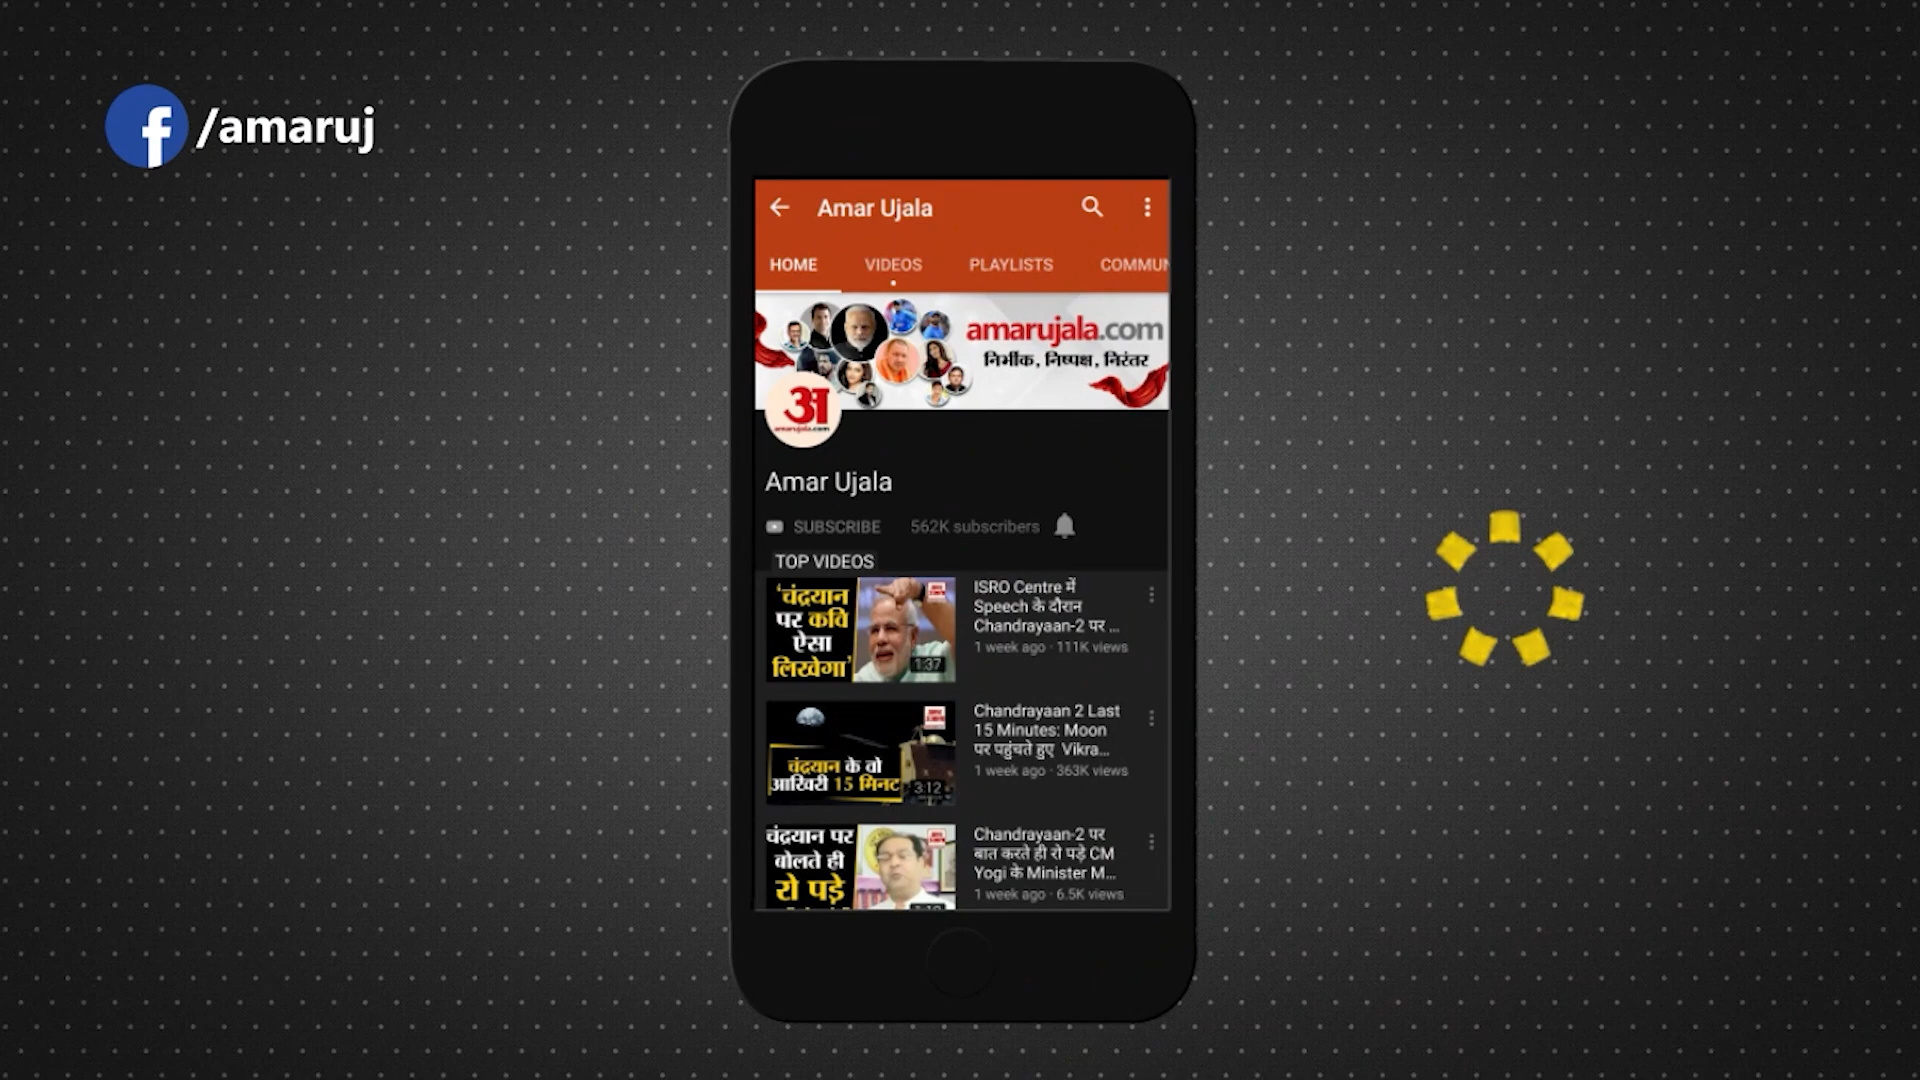 /amaruj
Amar Ujala
HOME VIDEOS PLAYLISTS COMMUN
amarujala.com
निर्भीक, निष्पक्ष, निरंतर
अ
amarujala.com
Amar Ujala
SUBSCRIBE 562K subscribers
TOP VIDEOS
'चंद्रयान
पर कवि
ऐसा
लिखेगा'
1:37
ISRO Centre में
Speech के दौरान
Chandrayaan-2 पर ...
1 week ago · 111K views
चंद्रयान के वो
आखिरी 15 मिनट
3:12
Chandrayaan 2 Last
15 Minutes: Moon
पर पहुंचते हुए Vikra...
1 week ago · 363K views
चंद्रयान पर
बोलते ही
रो पड़े
Chandrayaan-2 पर
बात करते ही रो पड़े CM
Yogi के Minister M...
1 week ago · 6.5K views